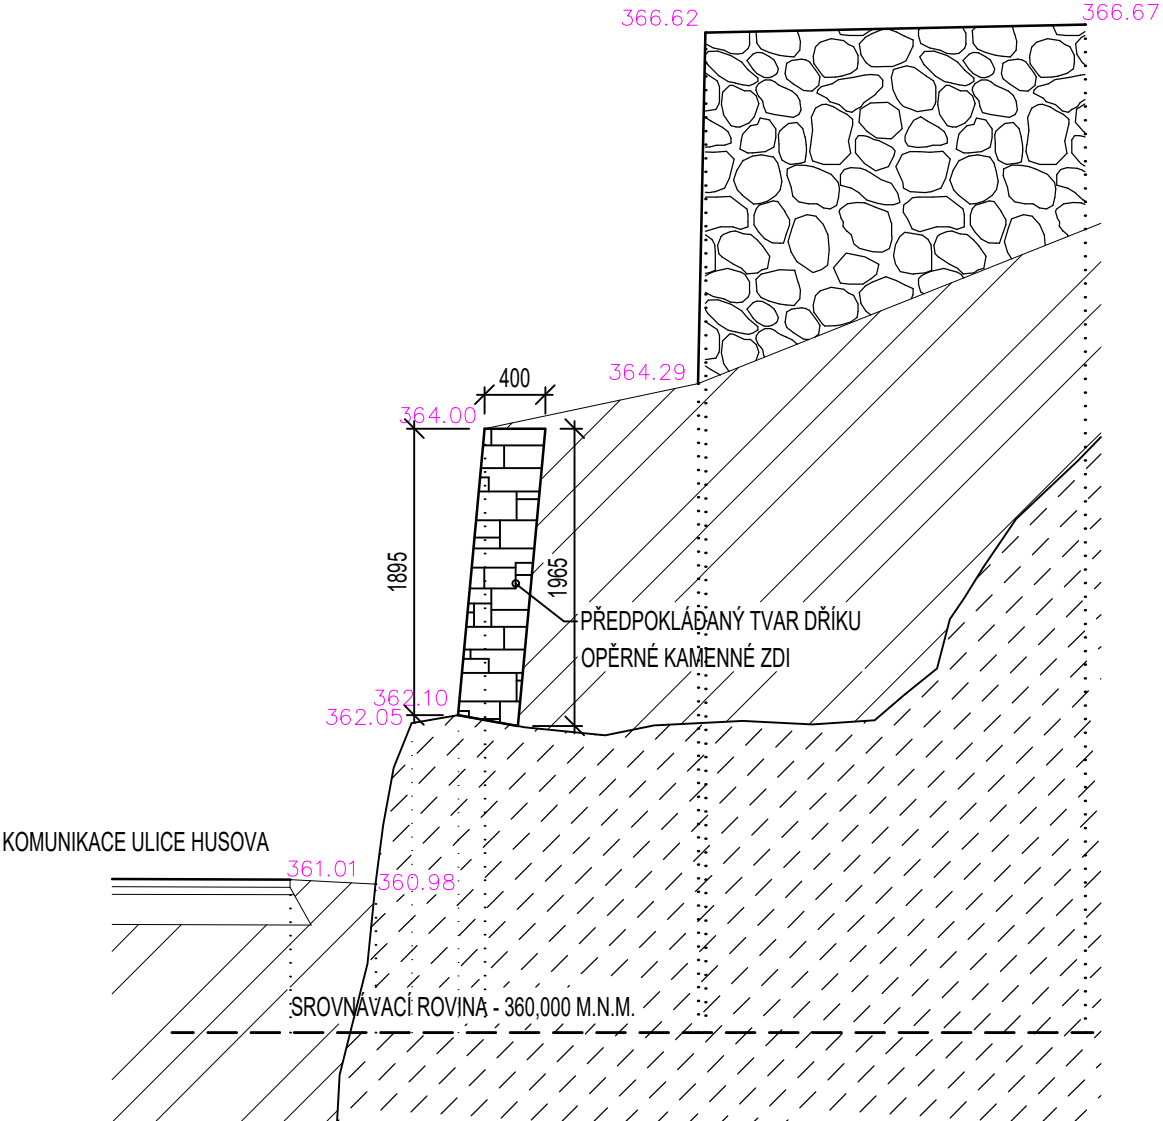 366.62
366.67
364.29
400
364.00
1895
1965
PŘEDPOKLÁDANÝ TVAR DŘÍKU
OPĚRNÉ KAMENNÉ ZDI
362.10
362.05
KOMUNIKACE ULICE HUSOVA
361.01
360.98
SROVNÁVACÍ ROVINA - 360,000 M.N.M.